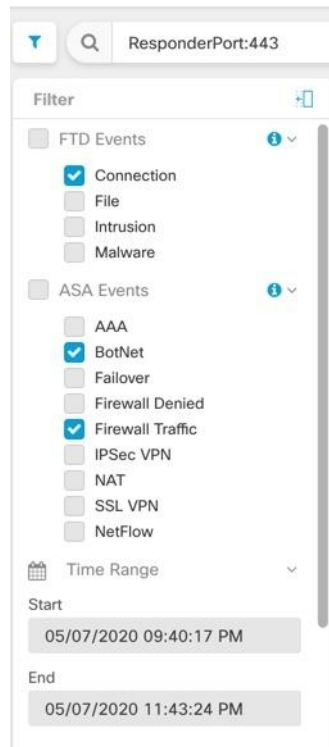 ResponderPort:443
Filter
FTD Events
Connection
File
Intrusion
Malware
ASA Events
AAA
BotNet
Failover
Firewall Denied
Firewall Traffic
IPSec VPN
NAT
SSL VPN
NetFlow
Time Range
Start
05/07/2020 09:40:17 PM
End
05/07/2020 11:43:24 PM